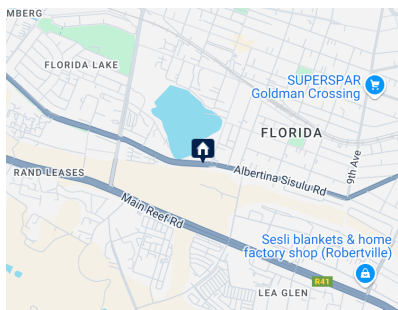 MBERG
FLORIDA LAKE
SUPERSPAR
Goldman Crossing
FLORIDA
9th Ave
RAND LEASES
Albertina Sisulu Rd
Main Reef Rd
Sesli blankets & home
factory shop (Robertville)
R41
LEA GLEN